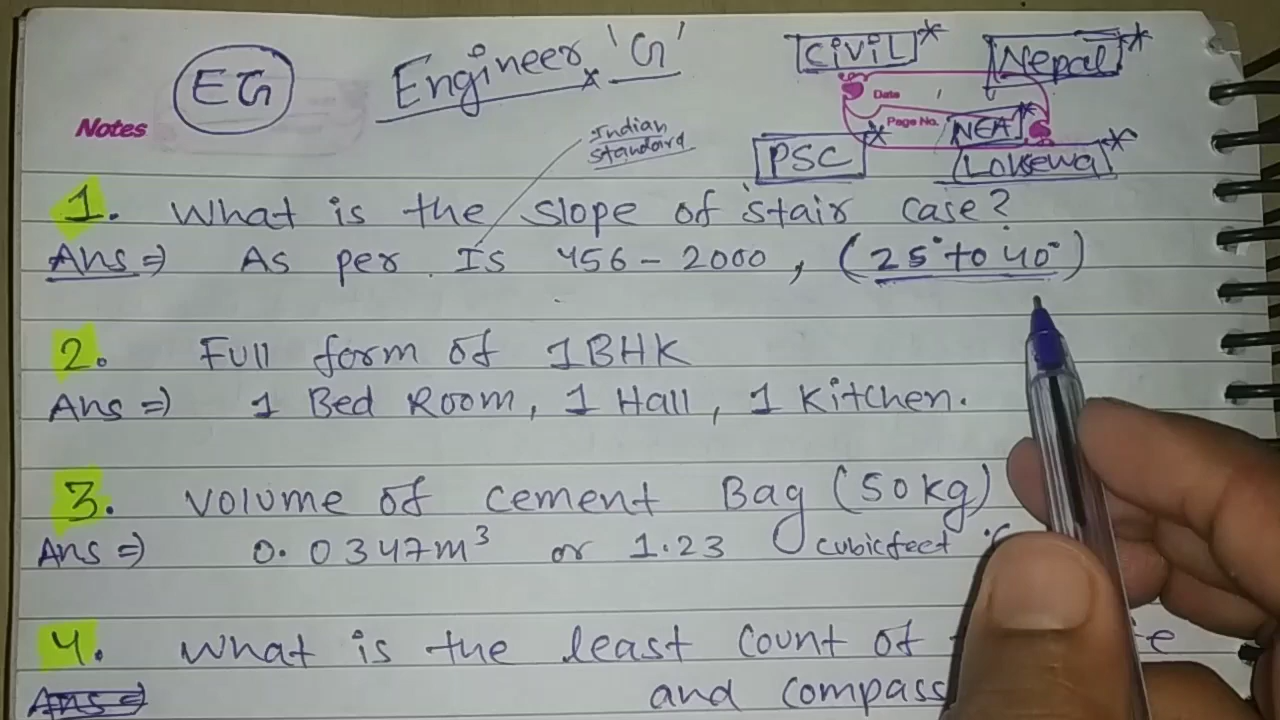 EG Engineer 'G' CiViL* Nepal*
Notes Date Page No. NEA*
Indian standard
PSC* Loksewa*
1. What is the slope of stair case?
Ans => As per Is 456 - 2000, (25° to 40°)
2. Full form of 1BHK
Ans => 1 Bed Room, 1 Hall, 1 Kitchen.
3. Volume of cement Bag (50kg)
Ans => 0.0347m³ or 1.23 cubicfeet
4. What is the least count of
Ans => and compass